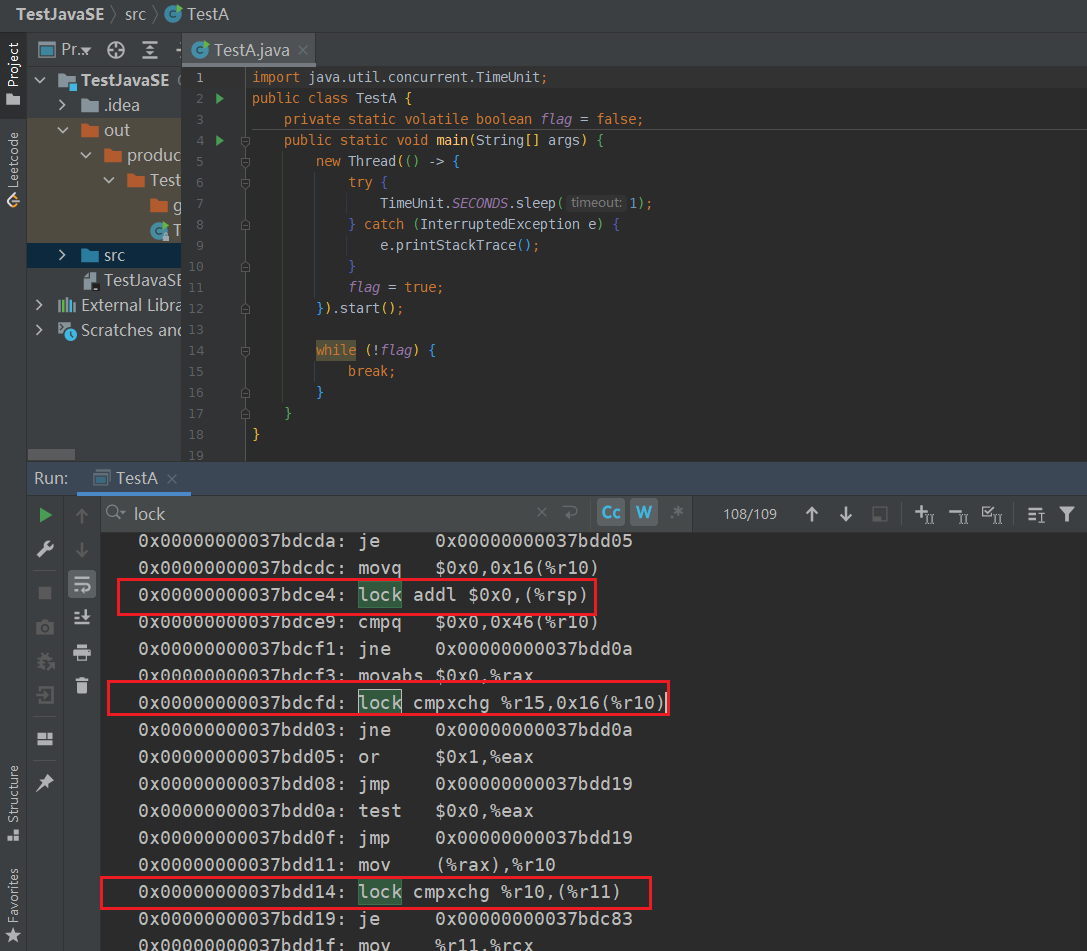 TestJavaSE src TestA
Project
Pr...
TestA.java
TestJavaSE
.idea
out
produc
Test
g
T
src
TestJavaSE
External Libra
Scratches and
Leetcode
1 import java.util.concurrent.TimeUnit;
2 public class TestA {
3 private static volatile boolean flag = false;
4 public static void main(String[] args) {
5 new Thread(() -> {
6 try {
7 TimeUnit.SECONDS.sleep( timeout: 1);
8 } catch (InterruptedException e) {
9 e.printStackTrace();
10 }
11 flag = true;
12 }).start();
13
14 while (!flag) {
15 break;
16 }
17 }
18 }
19
Run: TestA
lock Cc W .* 108/109
0x00000000037bdcda: je 0x00000000037bdd05
0x00000000037bdcdc: movq $0x0,0x16(%r10)
0x00000000037bdce4: lock addl $0x0,(%rsp)
0x00000000037bdce9: cmpq $0x0,0x46(%r10)
0x00000000037bdcf1: jne 0x00000000037bdd0a
0x00000000037bdcf3: movabs $0x0,%rax
0x00000000037bdcfd: lock cmpxchg %r15,0x16(%r10)
0x00000000037bdd03: jne 0x00000000037bdd0a
0x00000000037bdd05: or $0x1,%eax
0x00000000037bdd08: jmp 0x00000000037bdd19
0x00000000037bdd0a: test $0x0,%eax
0x00000000037bdd0f: jmp 0x00000000037bdd19
0x00000000037bdd11: mov (%rax),%r10
0x00000000037bdd14: lock cmpxchg %r10,(%r11)
0x00000000037bdd19: je 0x00000000037bdc83
0x00000000037bdd1f: mov %r11,%rcx
Structure
Favorites